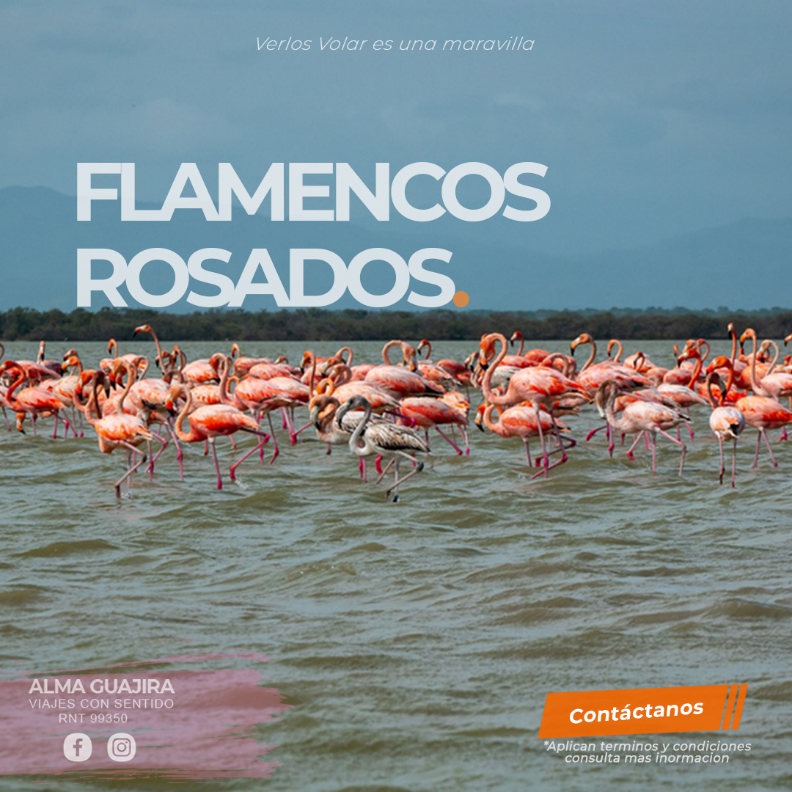 Verlos Volar es una maravilla
FLAMENCOS
ROSADOS.
ALMA GUAJIRA
VIAJES CON SENTIDO
RNT 99350
Contáctanos
*Aplican terminos y condiciones
consulta mas inormacion